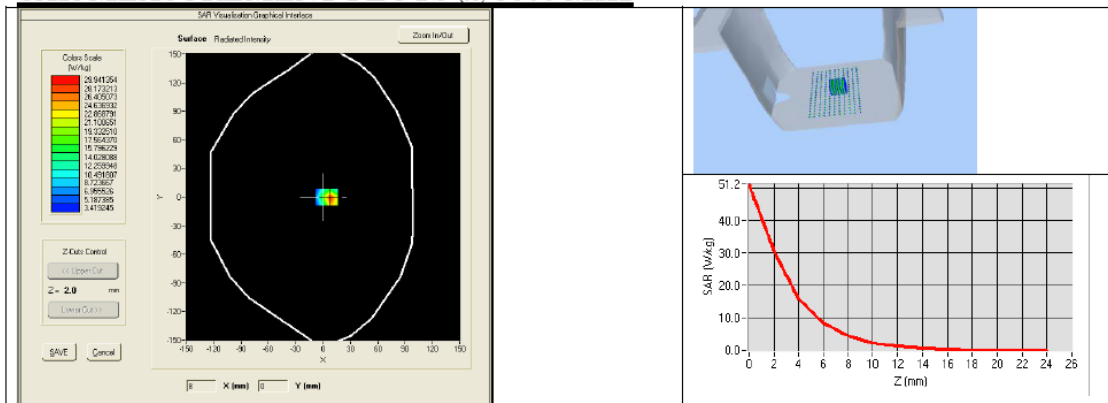 SAR Visualisation Graphical Interface
Surface Radiated Intensity
Zoom In/Out
Colors Scale
(W/kg)
29.941354
28.173213
26.405073
24.636932
22.868791
21.100651
19.332510
17.564370
15.796229
14.028088
12.259948
10.491807
8.723667
6.955526
5.187385
3.419245
Z-Cuts Control
<< Upper Cut
Z = 2.0 mm
Lower Cut >>
SAVE Cancel
150-
120-
90-
60-
30-
Y 0-
-30-
-60-
-90-
-120-
-150-
-150 -120 -90 -60 -30 0 30 60 90 120 150
X
8 X (mm) 0 Y (mm)
51.2-
40.0-
30.0-
20.0-
10.0-
0.0-
SAR (W/kg)
0 2 4 6 8 10 12 14 16 18 20 22 24 26
Z (mm)